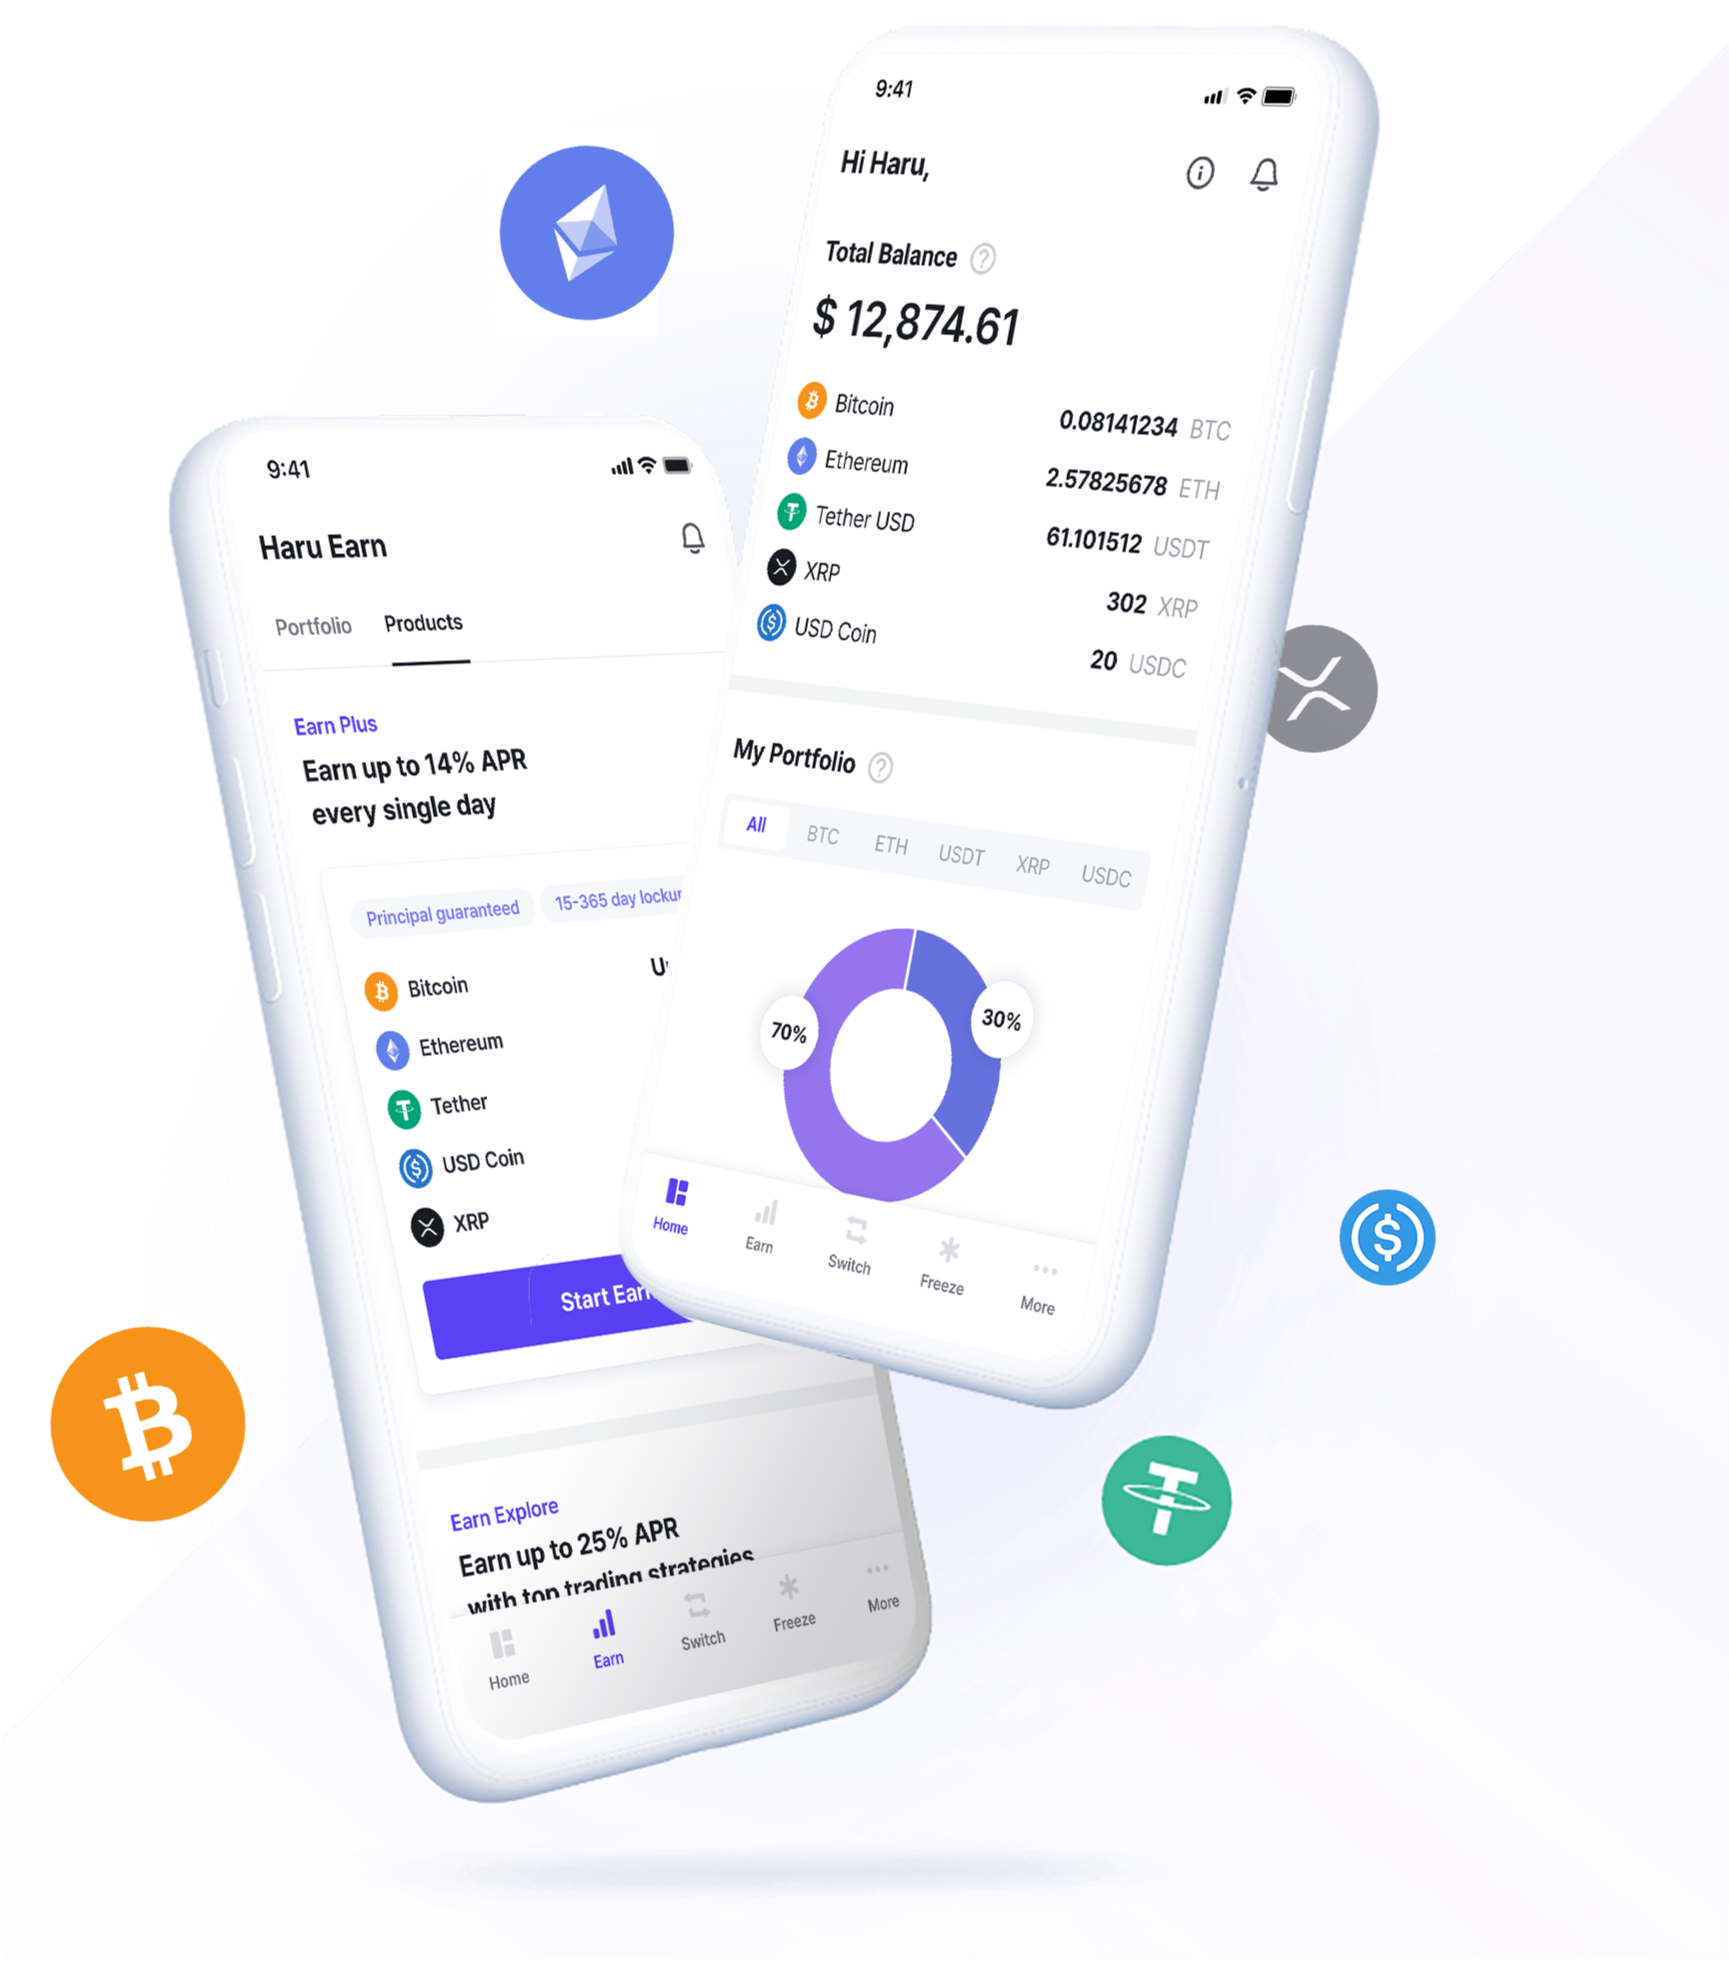 9:41
Haru Earn
Portfolio Products
Earn Plus
Earn up to 14% APR
every single day
Principal guaranteed 15-365 day
Bitcoin
Ethereum
Tether
USD Coin
XRP
Start
Earn Explore
Earn up to 25% APR
with top trading strategies
Home Earn Switch Freeze More
9:41
Hi Haru,
Total Balance ?
$ 12,874.61
Bitcoin 0.08141234 BTC
Ethereum 2.57825678 ETH
Tether USD 61.101512 USDT
XRP 302 XRP
USD Coin 20 USDC
My Portfolio ?
All BTC ETH USDT XRP USDC
70% 30%
Home Earn Switch Freeze More